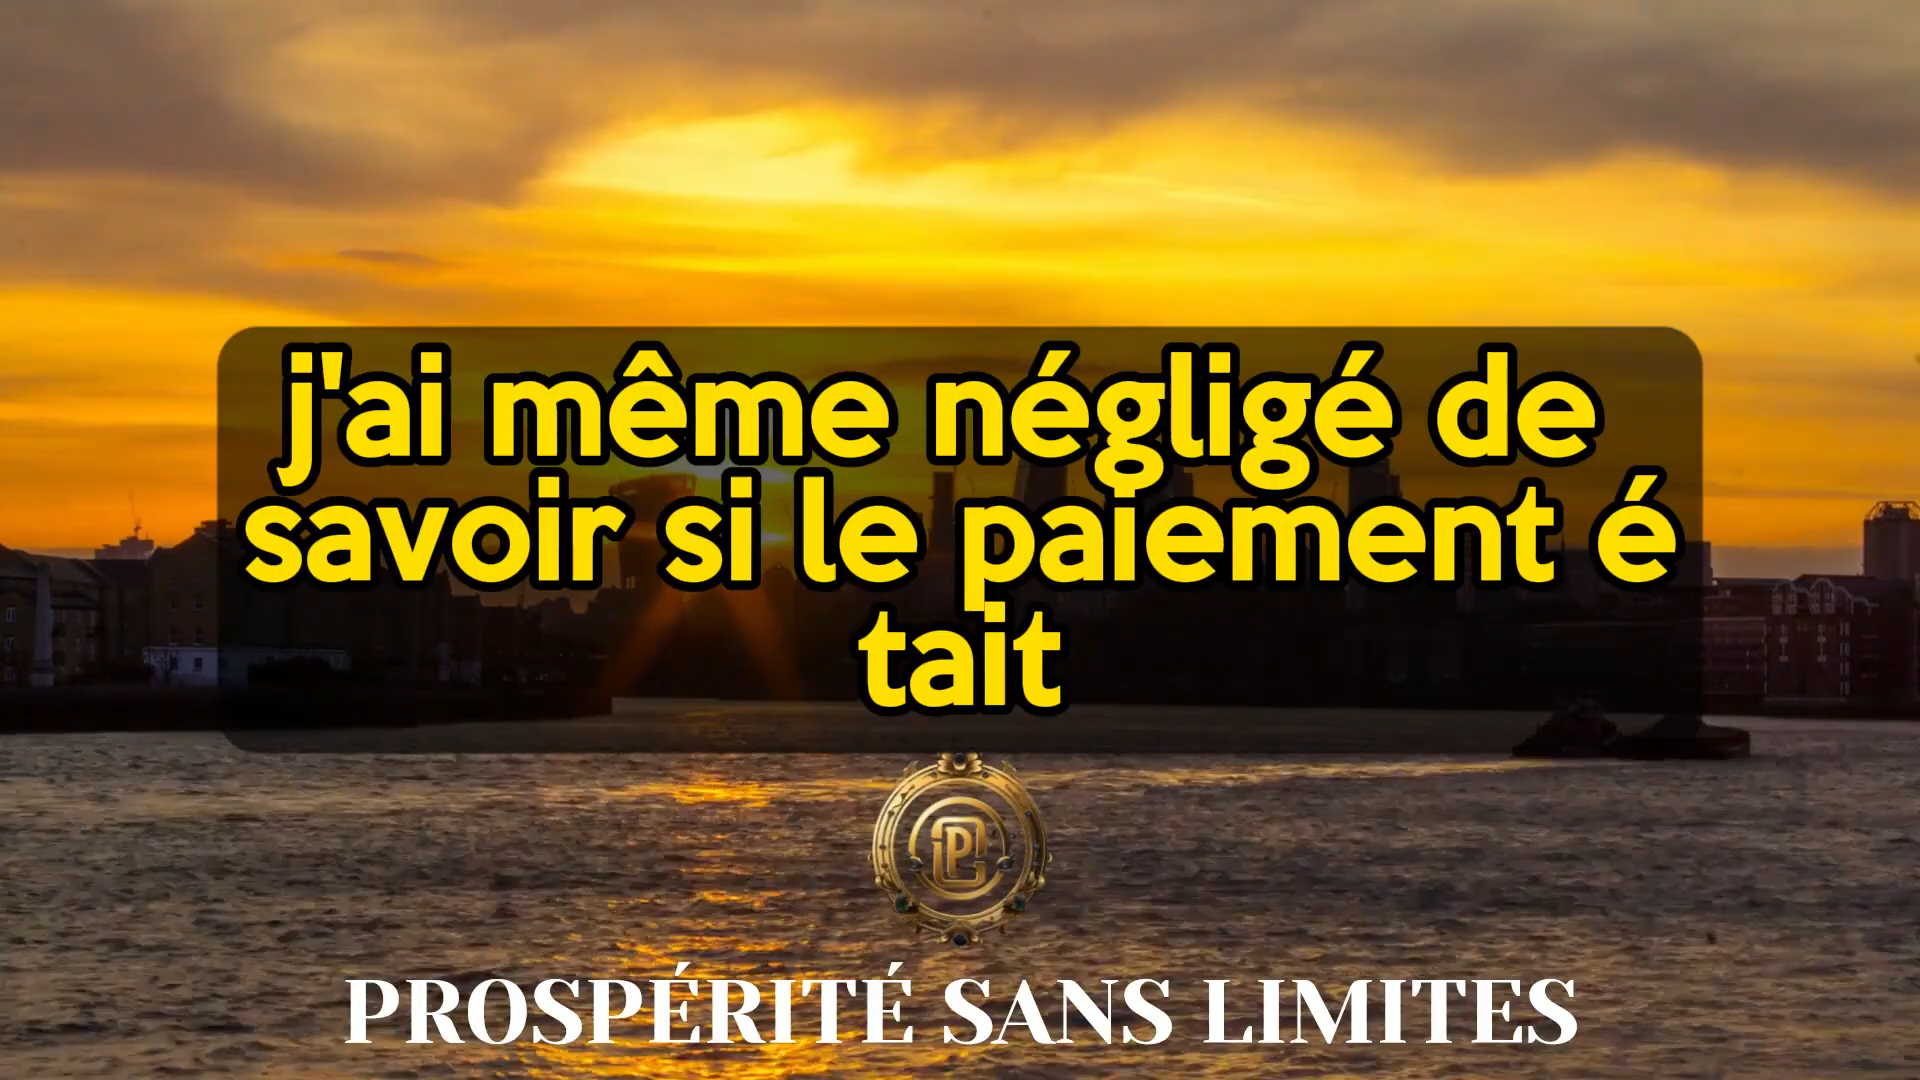 j'ai même négligé de
savoir si le paiement é
tait
P
PROSPÉRITÉ SANS LIMITES